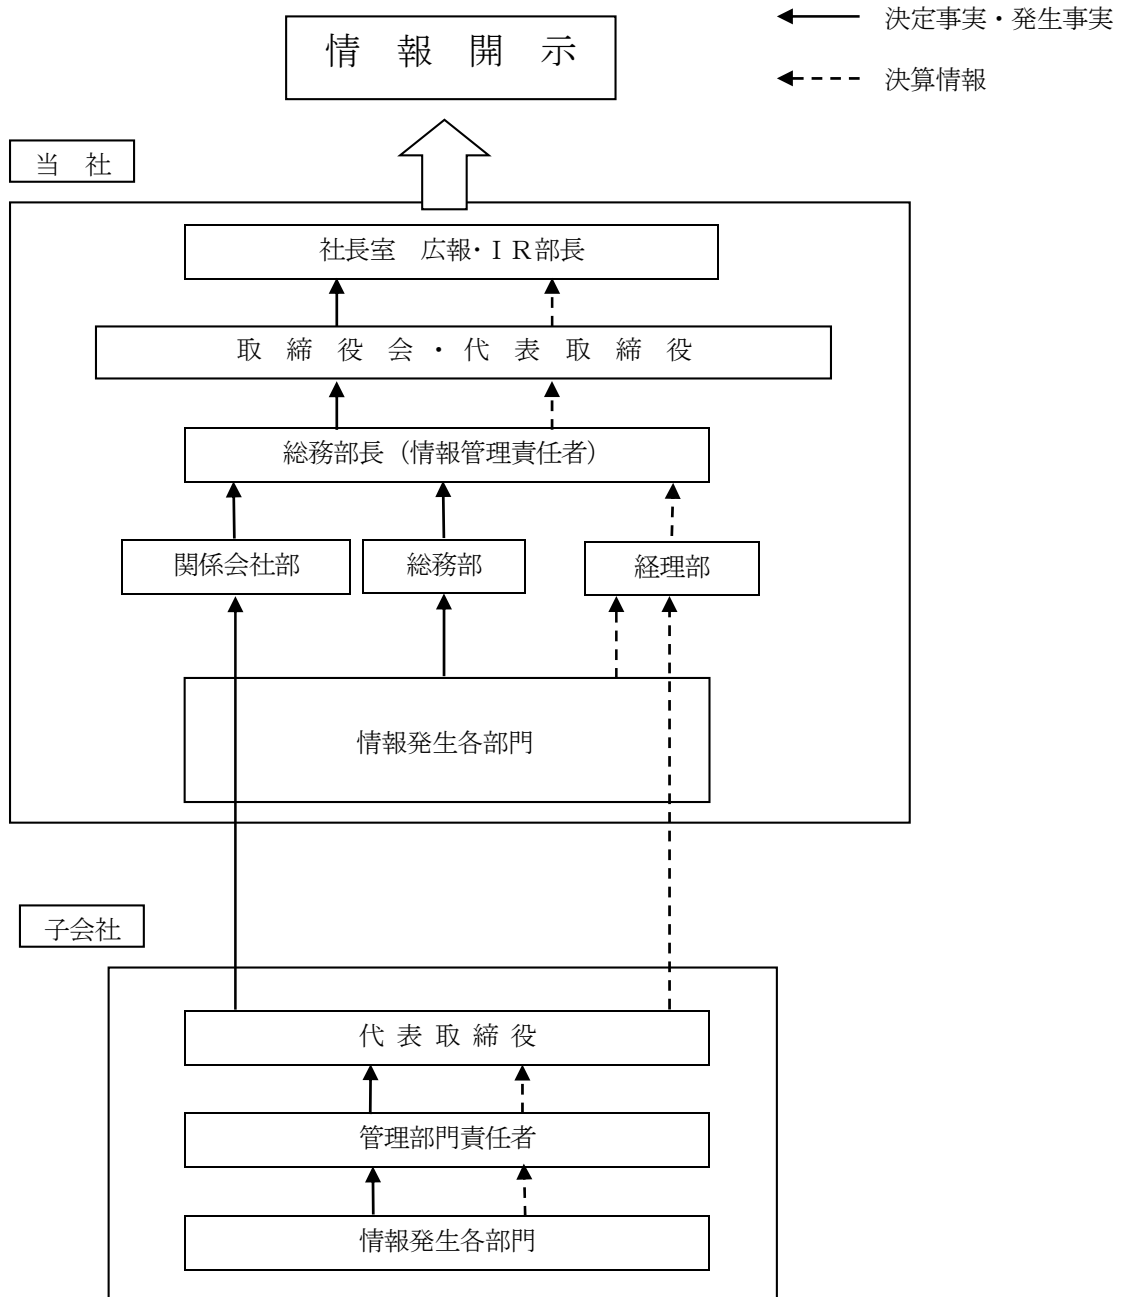 情　報　開　示
決定事実・発生事実
決算情報
当　社
社長室　広報・ＩＲ部長
取　締　役　会　・　代　表　取　締　役
総務部長（情報管理責任者）
関係会社部
総務部
経理部
情報発生各部門
子会社
代 表 取 締 役
管理部門責任者
情報発生各部門